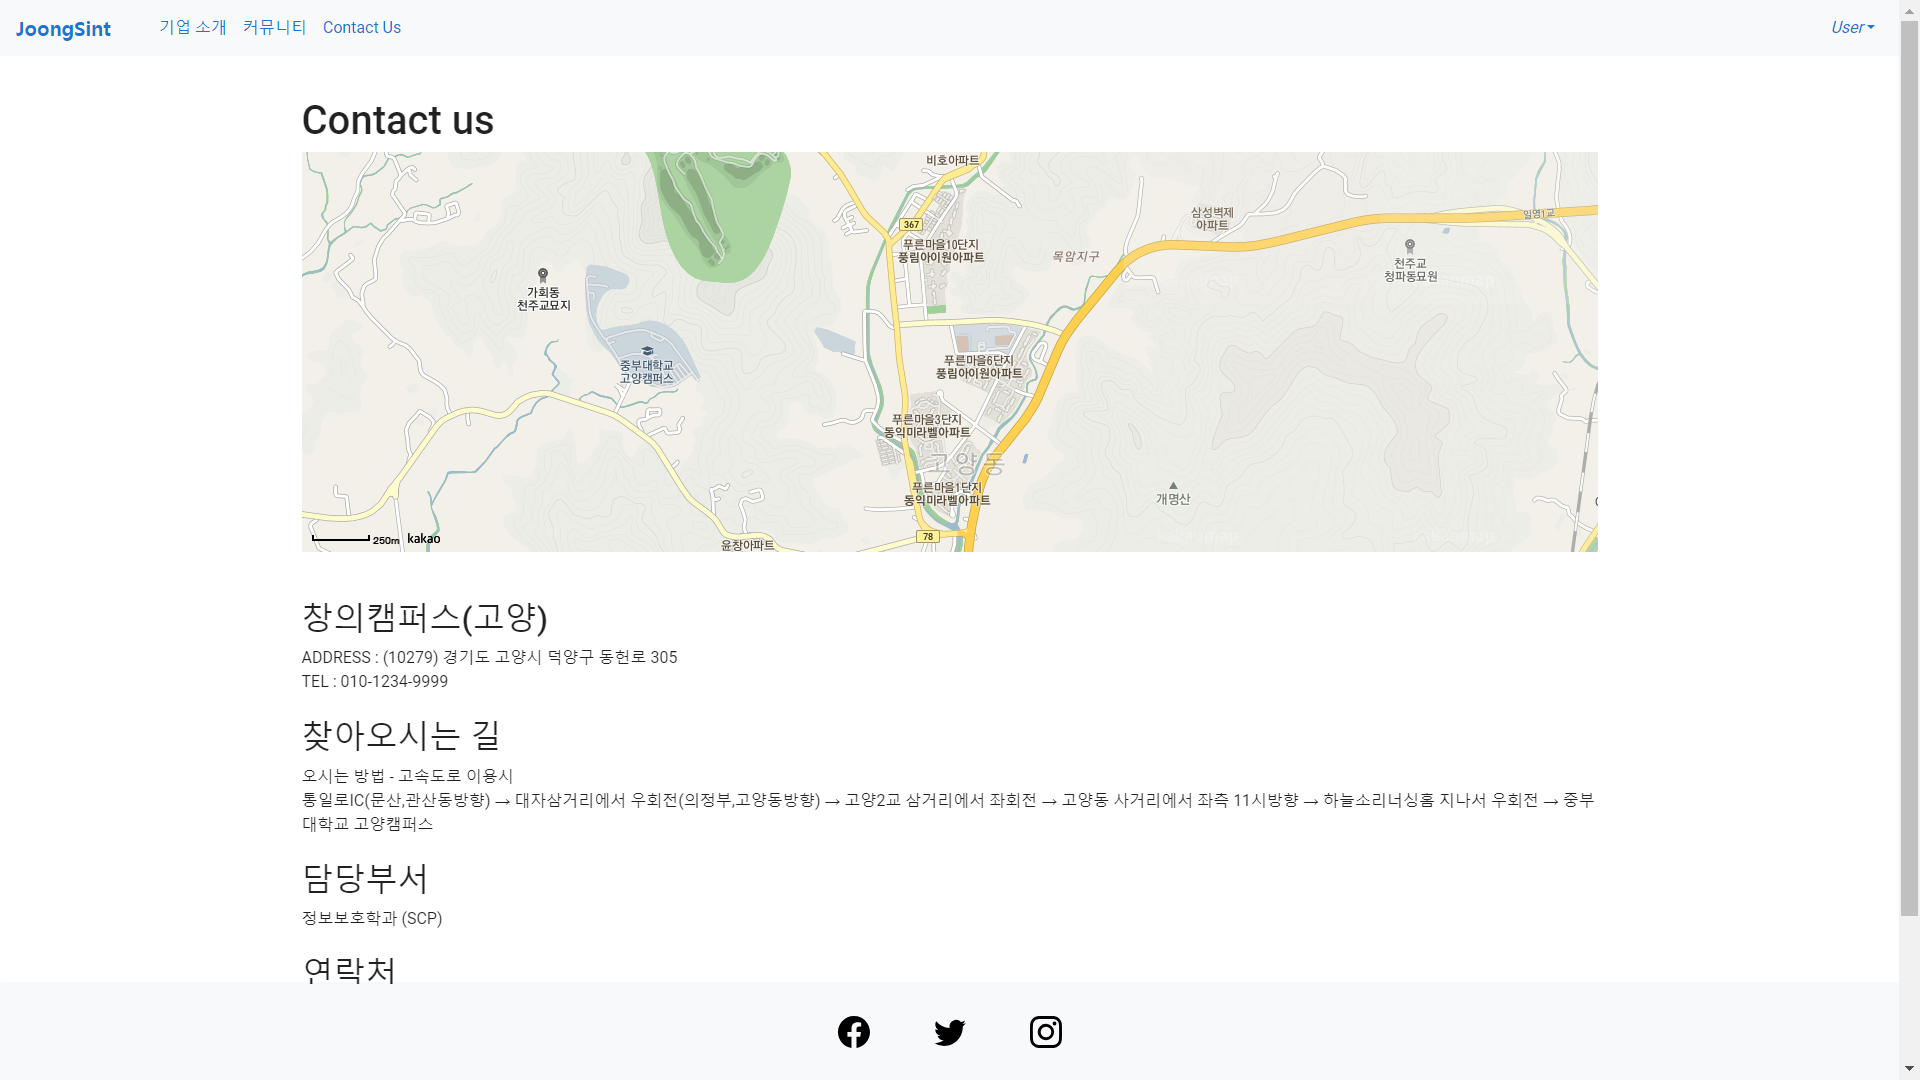 JoongSint
기업 소개
커뮤니티
Contact Us
User
Contact us
비호아파트
367
푸른마을10단지
풍림아이원아파트
목암지구
삼성벽제
아파트
일영1교
천주교
청파동묘원
가회동
천주교묘지
중부대학교
고양캠퍼스
푸른마을6단지
풍림아이원아파트
푸른마을3단지
동익미라벨아파트
고양동
푸른마을1단지
동익미라벨아파트
개명산
78
윤창아파트
250m
kakao
창의캠퍼스(고양)
ADDRESS : (10279) 경기도 고양시 덕양구 동헌로 305
TEL : 010-1234-9999
찾아오시는 길
오시는 방법 - 고속도로 이용시
통일로IC(문산,관산동방향) → 대자삼거리에서 우회전(의정부,고양동방향) → 고양2교 삼거리에서 좌회전 → 고양동 사거리에서 좌측 11시방향 → 하늘소리너싱홈 지나서 우회전 → 중부
대학교 고양캠퍼스
담당부서
정보보호학과 (SCP)
연락처